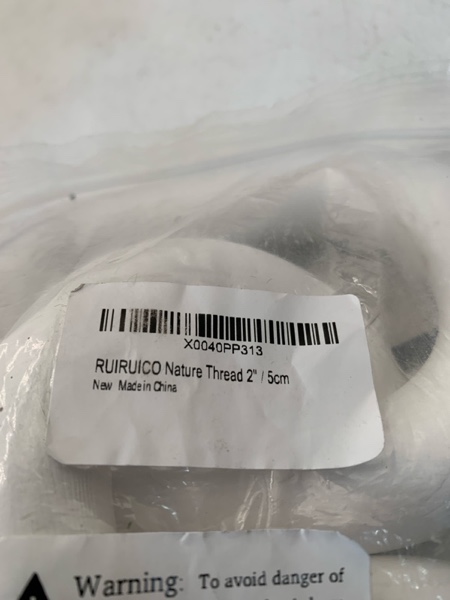 X0040PP313
RUIRUICO Nature Thread 2" / 5cm
New Made in China
Warning: To avoid danger of